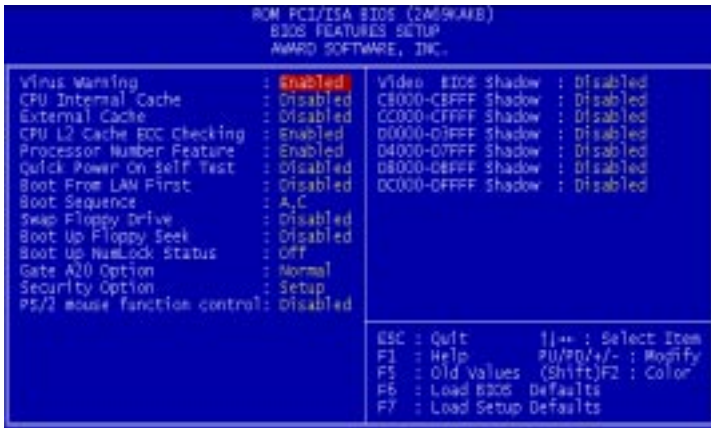 ROM PCI/ISA BIOS (2A69KAKB)
BIOS FEATURES SETUP
AWARD SOFTWARE, INC.
Virus Warning : Enabled
CPU Internal Cache : Disabled
External Cache : Disabled
CPU L2 Cache ECC Checking : Enabled
Processor Number Feature : Enabled
Quick Power On Self Test : Disabled
Boot From LAN First : Disabled
Boot Sequence : A,C
Swap Floppy Drive : Disabled
Boot Up Floppy Seek : Disabled
Boot Up NumLock Status : Off
Gate A20 Option : Normal
Security Option : Setup
PS/2 mouse function control: Disabled
Video BIOS Shadow : Disabled
C8000-CBFFF Shadow : Disabled
CC000-CFFFF Shadow : Disabled
D0000-D3FFF Shadow : Disabled
D4000-D7FFF Shadow : Disabled
D8000-DBFFF Shadow : Disabled
DC000-DFFFF Shadow : Disabled
ESC : Quit ↑↓→← : Select Item
F1 : Help PU/PD/+/- : Modify
F5 : Old Values (Shift)F2 : Color
F6 : Load BIOS Defaults
F7 : Load Setup Defaults